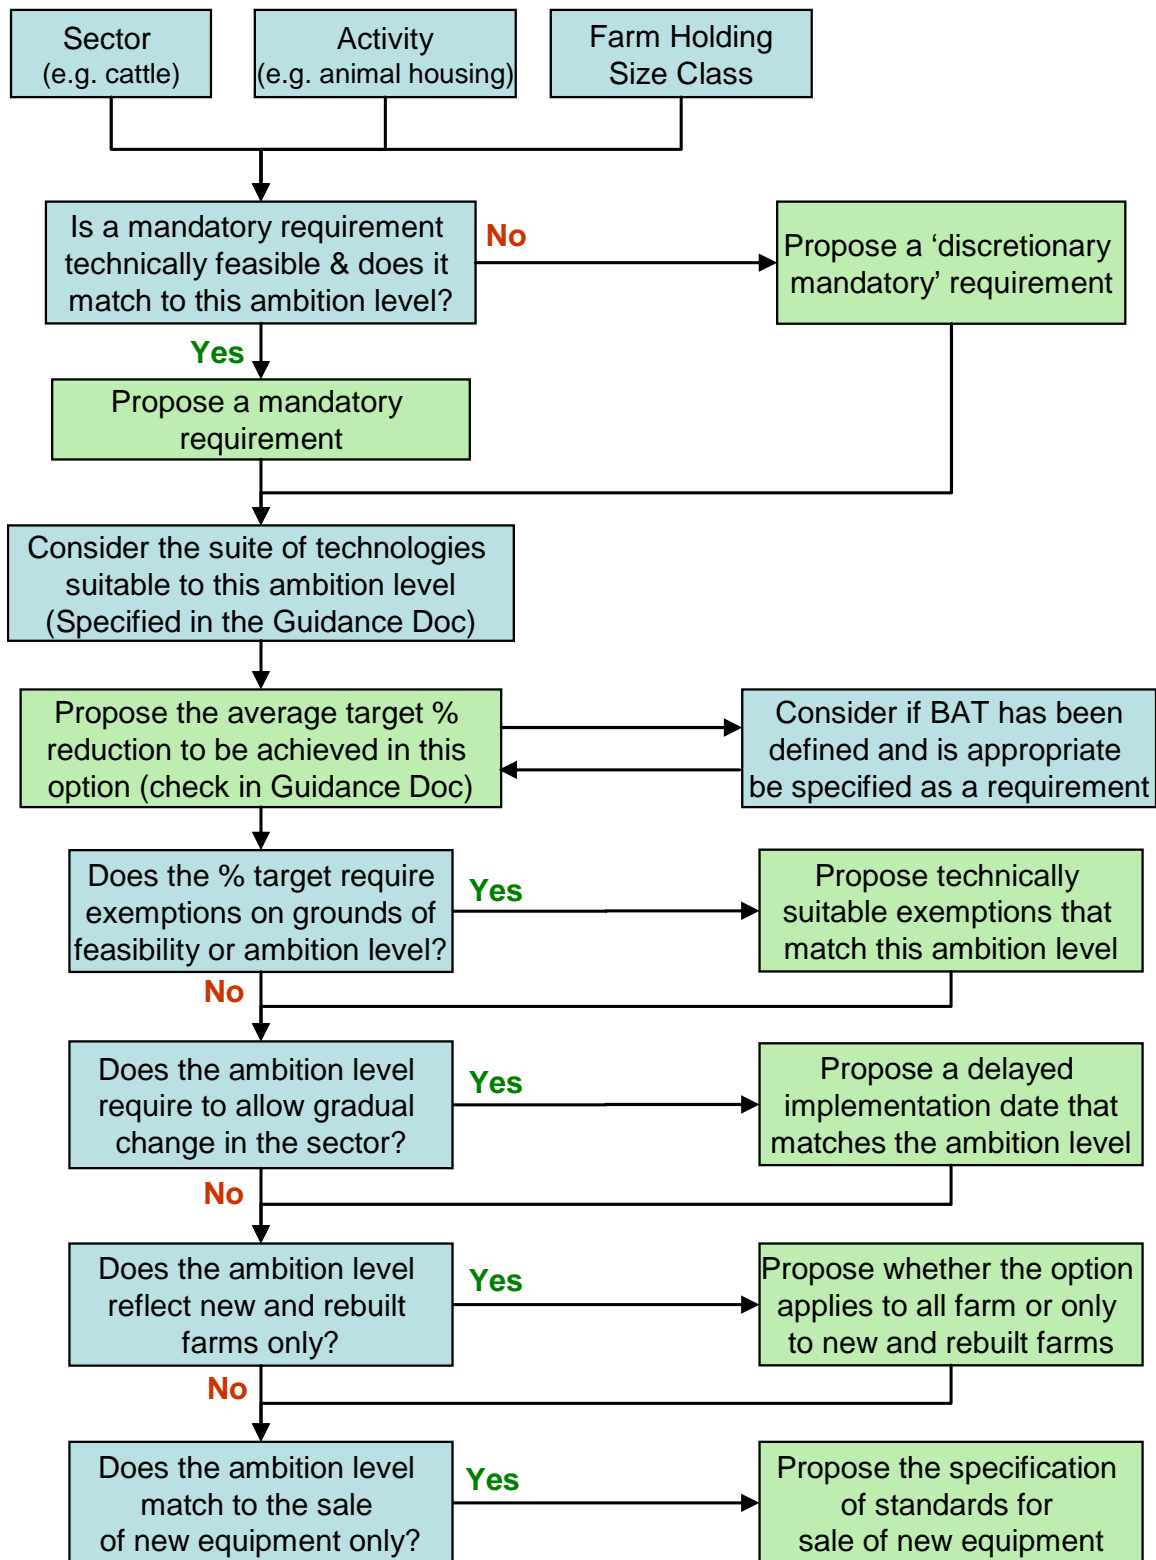 Sector
(e.g. cattle)
Activity
(e.g. animal housing)
Farm Holding
Size Class
Is a mandatory requirement
technically feasible & does it
match to this ambition level?
No
Propose a ‘discretionary
mandatory’ requirement
Yes
Propose a mandatory
requirement
Consider the suite of technologies
suitable to this ambition level
(Specified in the Guidance Doc)
Propose the average target %
reduction to be achieved in this
option (check in Guidance Doc)
Consider if BAT has been
defined and is appropriate
be specified as a requirement
Does the % target require
exemptions on grounds of
feasibility or ambition level?
Yes
Propose technically
suitable exemptions that
match this ambition level
No
Does the ambition level
require to allow gradual
change in the sector?
Yes
Propose a delayed
implementation date that
matches the ambition level
No
Does the ambition level
reflect new and rebuilt
farms only?
Yes
Propose whether the option
applies to all farm or only
to new and rebuilt farms
No
Does the ambition level
match to the sale
of new equipment only?
Yes
Propose the specification
of standards for
sale of new equipment